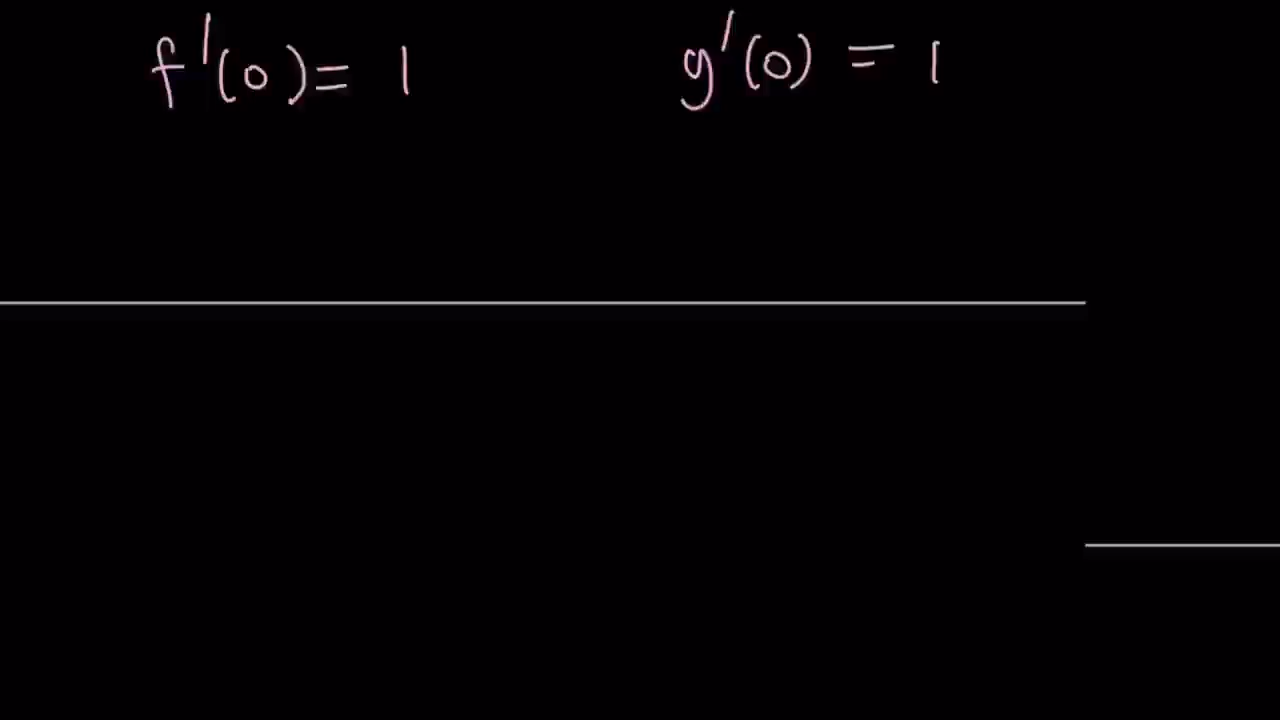 f'(0) = 1 g'(0) = 1